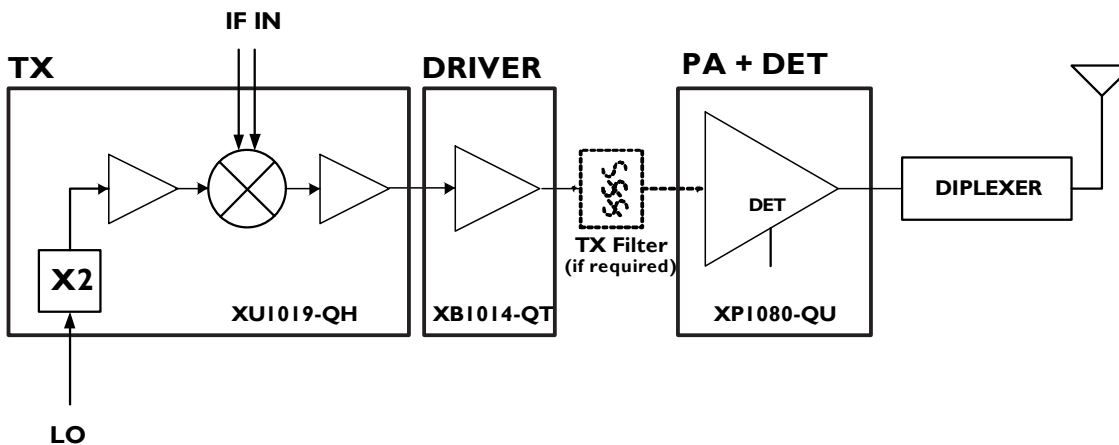 IF IN
TX
DRIVER
PA + DET
DET
DIPLEXER
TX Filter
(if required)
X2
XU1019-QH
XB1014-QT
XP1080-QU
LO